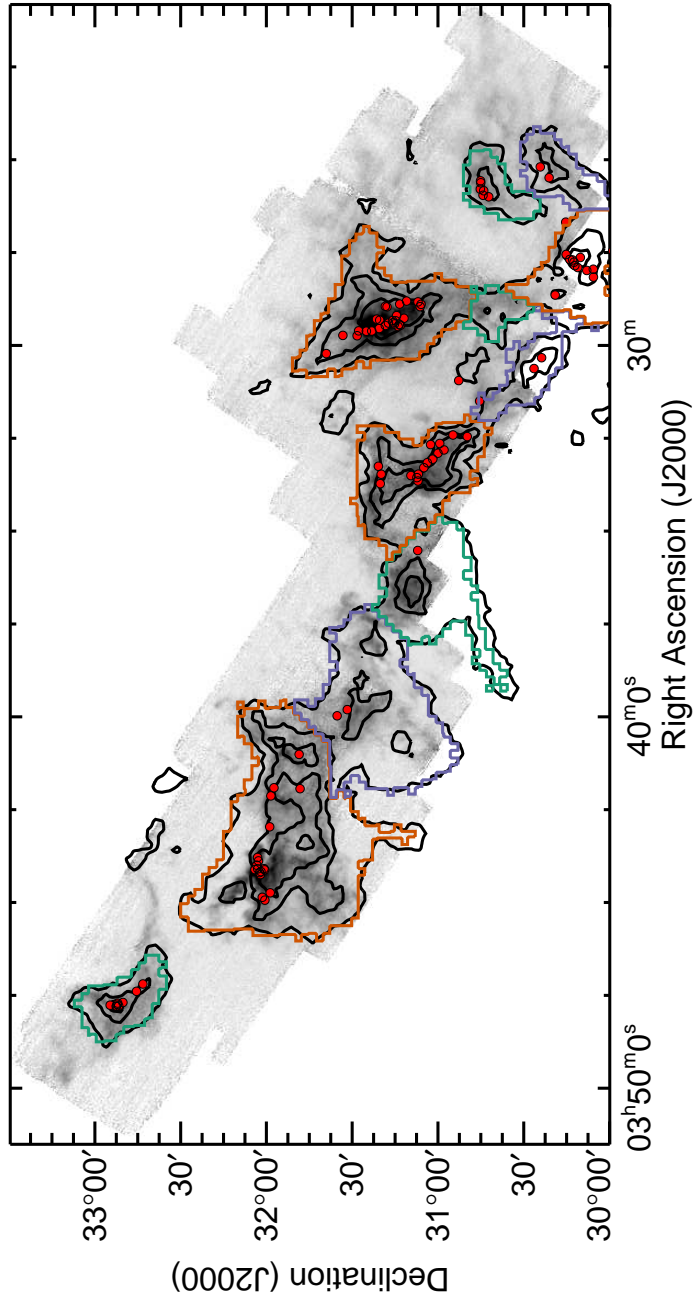 Declination (J2000)
33°00′
30′
32°00′
30′
31°00′
30′
30°00′
03ʰ50ᵐ0ˢ
40ᵐ0ˢ
30ᵐ
Right Ascension (J2000)